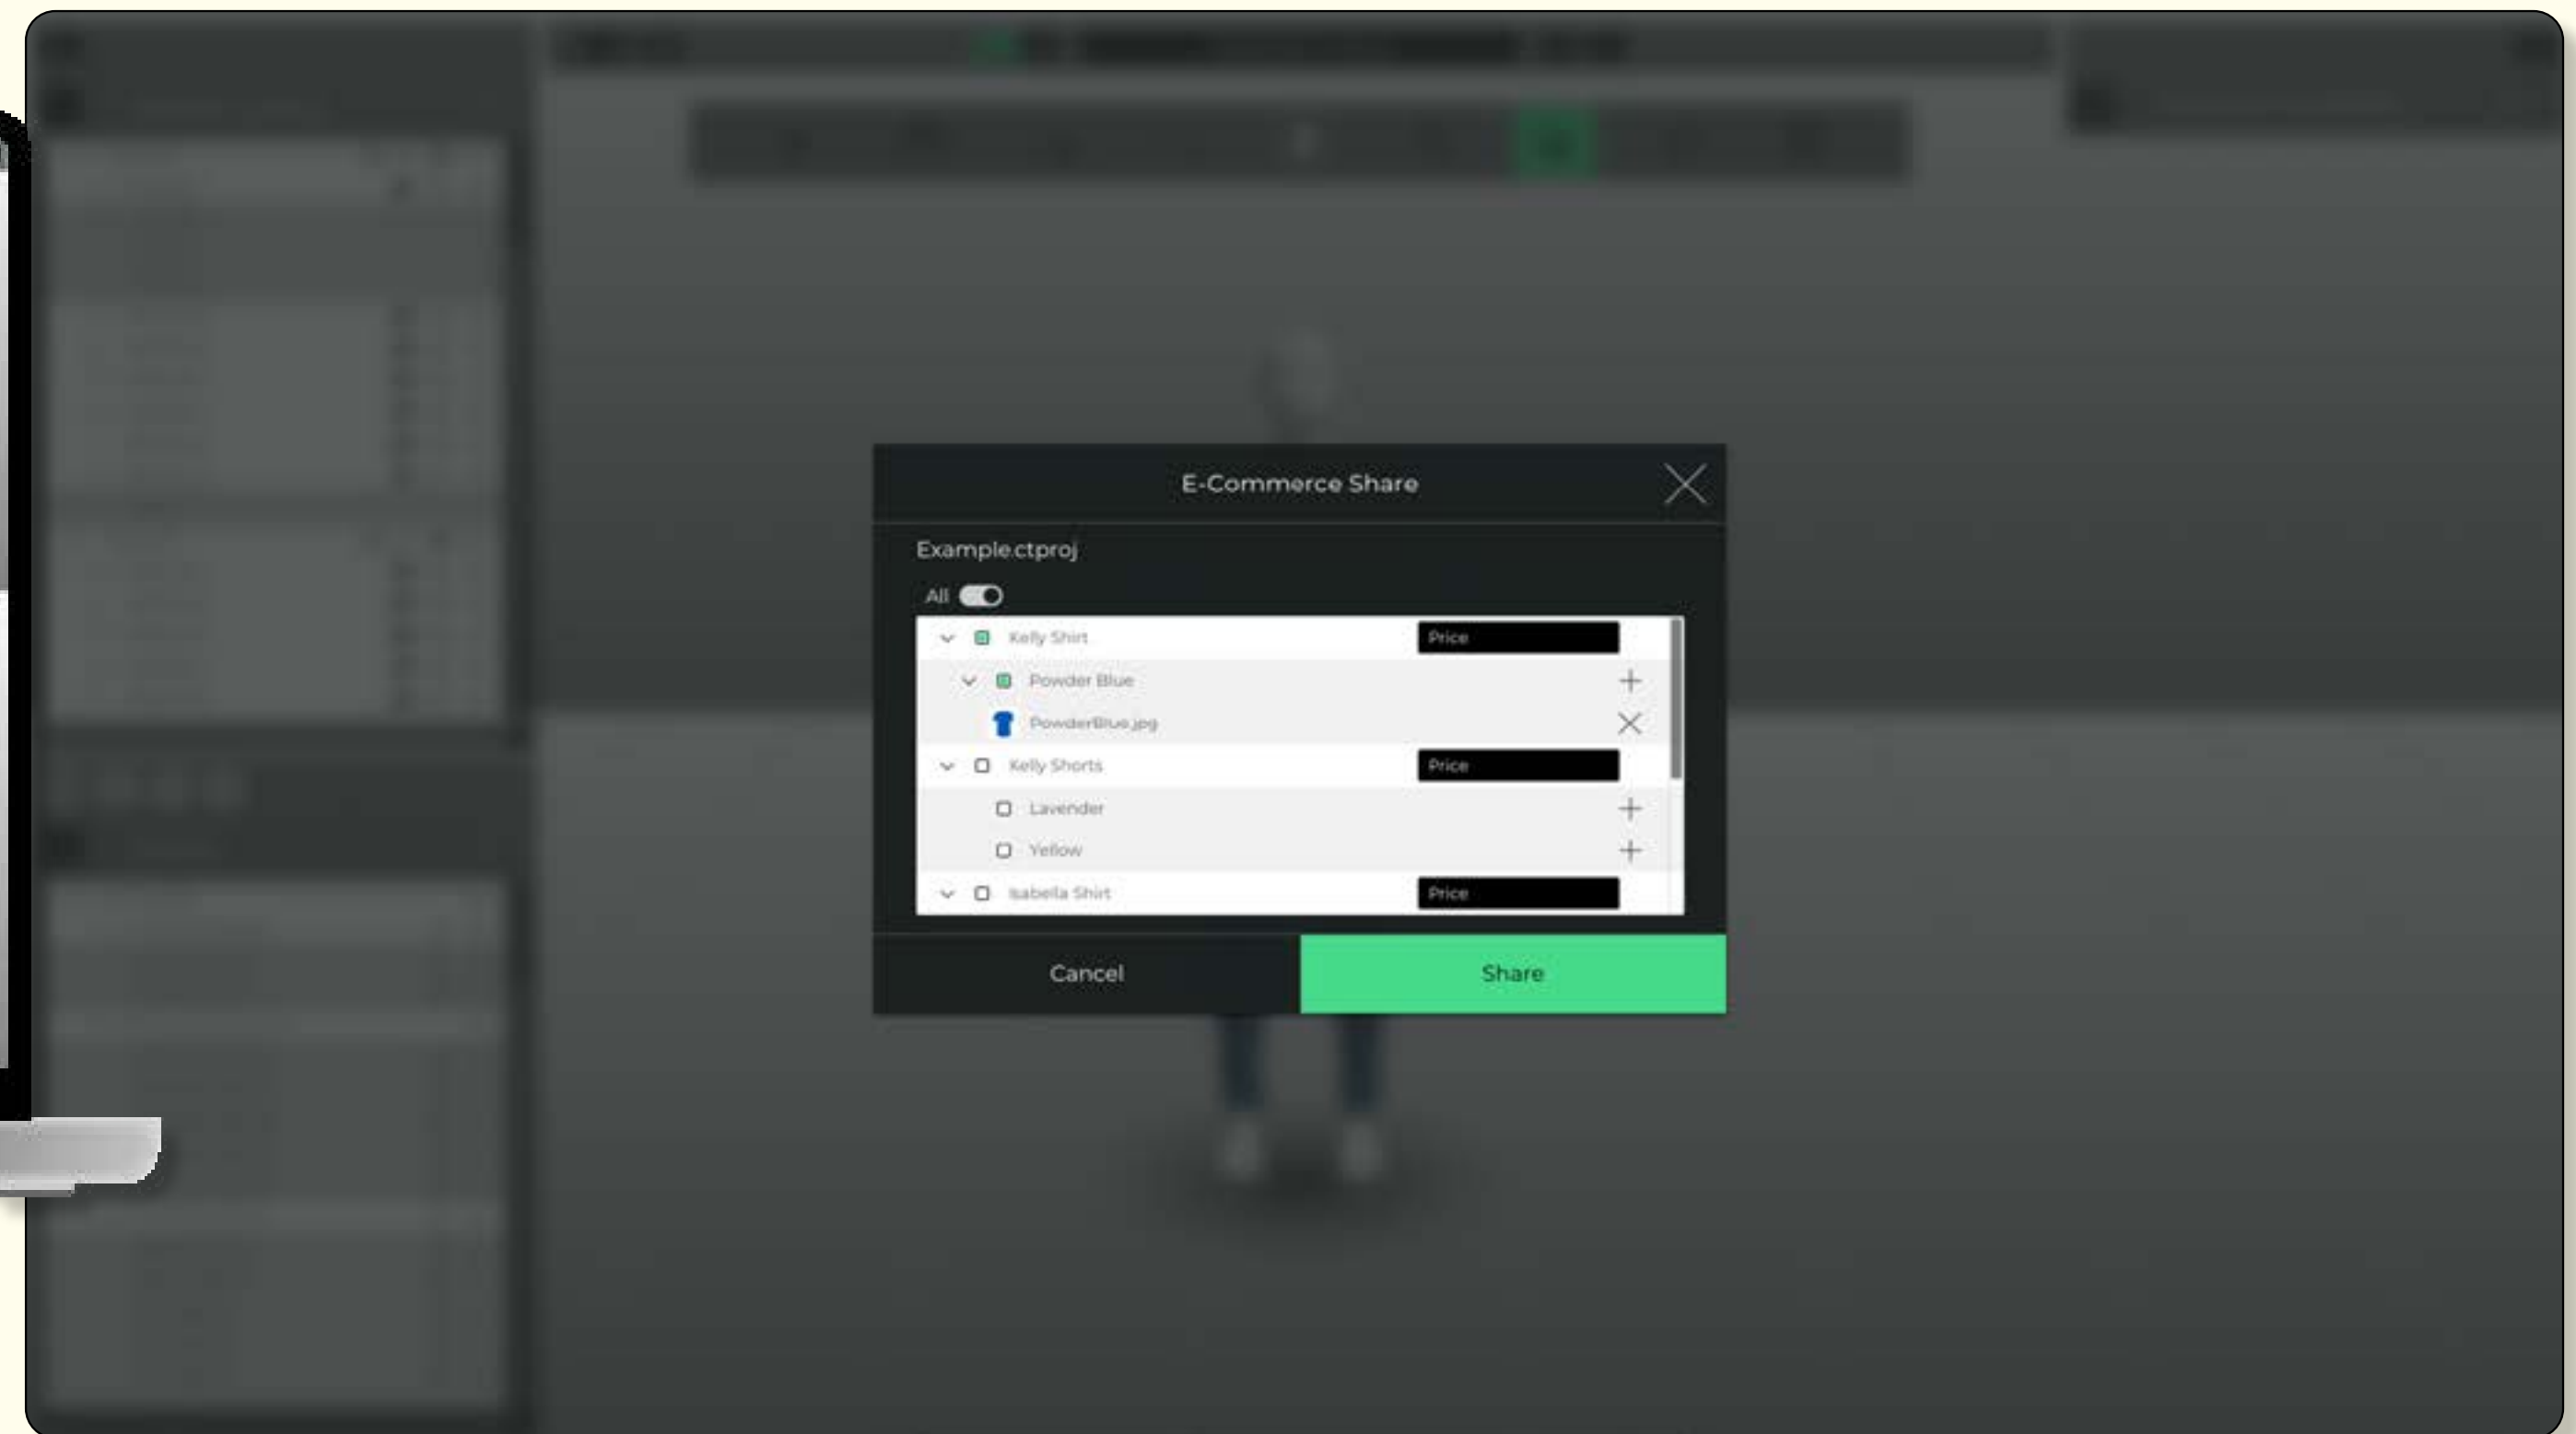 E-Commerce Share
Example.ctproj
All
Kelly Shirt Price
Powder Blue
PowderBlue.jpg
Kelly Shorts Price
Lavender
Yellow
Isabella Shirt Price
Cancel Share